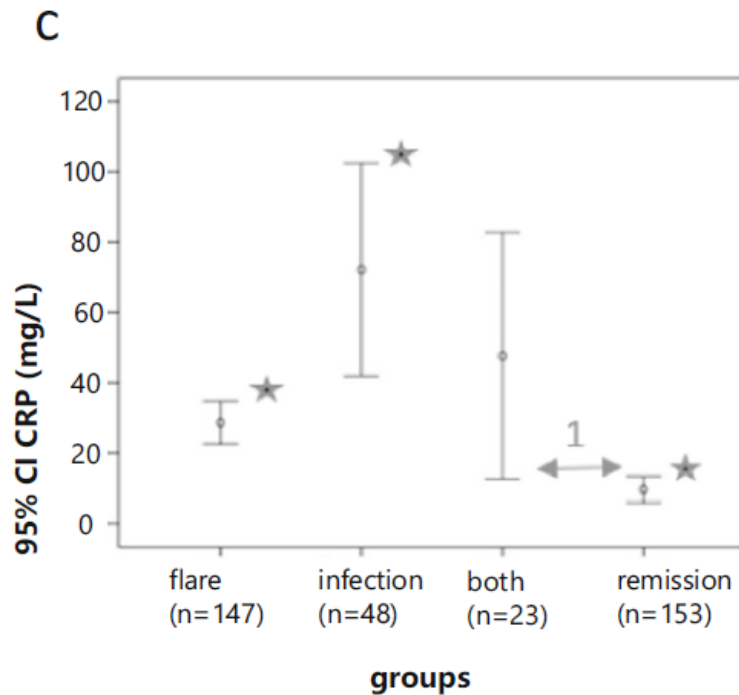 C
120
100
80
60
40
20
0
95% CI CRP (mg/L)
1
flare infection both remission
(n=147) (n=48) (n=23) (n=153)
groups